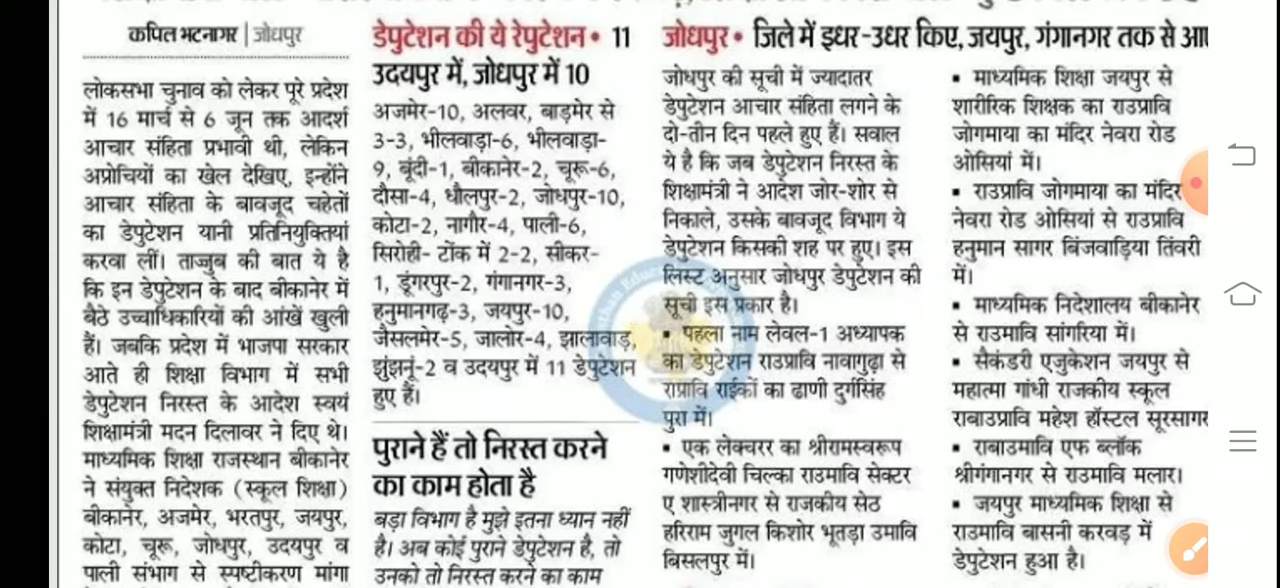 कपिल भटनागर | जोधपुर
लोकसभा चुनाव को लेकर पूरे प्रदेश
में 16 मार्च से 6 जून तक आदर्श
आचार संहिता प्रभावी थी, लेकिन
अप्रोचियों का खेल देखिए, इन्होंने
आचार संहिता के बावजूद चहेतों
का डेपुटेशन यानी प्रतिनियुक्तियां
करवा लीं। ताज्जुब की बात ये है
कि इन डेपुटेशन के बाद बीकानेर में
बैठे उच्चाधिकारियों की आंखें खुली
हैं। जबकि प्रदेश में भाजपा सरकार
आते ही शिक्षा विभाग में सभी
डेपुटेशन निरस्त के आदेश स्वयं
शिक्षामंत्री मदन दिलावर ने दिए थे।
माध्यमिक शिक्षा राजस्थान बीकानेर
ने संयुक्त निदेशक (स्कूल शिक्षा)
बीकानेर, अजमेर, भरतपुर, जयपुर,
कोटा, चूरू, जोधपुर, उदयपुर व
पाली संभाग से स्पष्टीकरण मांगा
डेपुटेशन की ये रेपुटेशन • 11
उदयपुर में, जोधपुर में 10
अजमेर-10, अलवर, बाड़मेर से
3-3, भीलवाड़ा-6, भीलवाड़ा-
9, बूंदी-1, बीकानेर-2, चूरू-6,
दौसा-4, धौलपुर-2, जोधपुर-10,
कोटा-2, नागौर-4, पाली-6,
सिरोही- टोंक में 2-2, सीकर-
1, डूंगरपुर-2, गंगानगर-3,
हनुमानगढ़-3, जयपुर-10,
जैसलमेर-5, जालोर-4, झालावाड़,
झुंझनूं-2 व उदयपुर में 11 डेपुटेशन
हुए हैं।
पुराने हैं तो निरस्त करने
का काम होता है
बड़ा विभाग है मुझे इतना ध्यान नहीं
है। अब कोई पुराने डेपुटेशन है, तो
उनको तो निरस्त करने का काम
जोधपुर • जिले में इधर-उधर किए, जयपुर, गंगानगर तक से
जोधपुर की सूची में ज्यादातर
डेपुटेशन आचार संहिता लगने के
दो-तीन दिन पहले हुए हैं। सवाल
ये है कि जब डेपुटेशन निरस्त के
शिक्षामंत्री ने आदेश जोर-शोर से
निकाले, उसके बावजूद विभाग ये
डेपुटेशन किसकी शह पर हुए। इस
लिस्ट अनुसार जोधपुर डेपुटेशन की
सूची इस प्रकार है।
▪ पहला नाम लेवल-1 अध्यापक
का डेपुटेशन राउप्रावि नावागुढ़ा से
राप्रावि राईकों का ढाणी दुर्गसिंह
पुरा में।
▪ एक लेक्चरर का श्रीरामस्वरूप
गणेशीदेवी चिल्का राउमावि सेक्टर
ए शास्त्रीनगर से राजकीय सेठ
हरिराम जुगल किशोर भूतड़ा उमावि
बिसलपुर में।
▪ माध्यमिक शिक्षा जयपुर से
शारीरिक शिक्षक का राउप्रावि
जोगमाया का मंदिर नेवरा रोड
ओसियां में।
▪ राउप्रावि जोगमाया का मंदिर
नेवरा रोड ओसियां से राउप्रावि
हनुमान सागर बिंजवाड़िया तिंवरी
में।
▪ माध्यमिक निदेशालय बीकानेर
से राउमावि सांगरिया में।
▪ सैकंडरी एजुकेशन जयपुर से
महात्मा गांधी राजकीय स्कूल
राबाउप्रावि महेश हॉस्टल सूरसागर
▪ राबाउमावि एफ ब्लॉक
श्रीगंगानगर से राउमावि मलार।
▪ जयपुर माध्यमिक शिक्षा से
राउमावि बासनी करवड़ में
डेपुटेशन हुआ है।